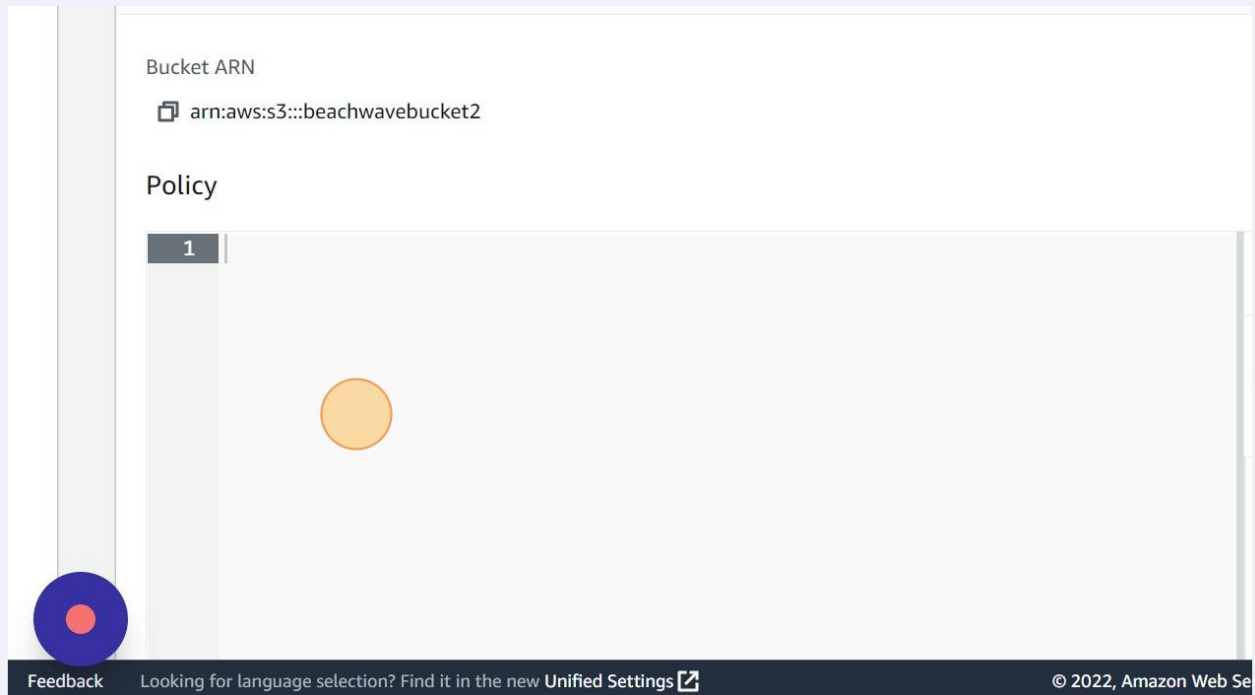 Bucket ARN
arn:aws:s3:::beachwavebucket2
Policy
1
Feedback Looking for language selection? Find it in the new Unified Settings © 2022, Amazon Web